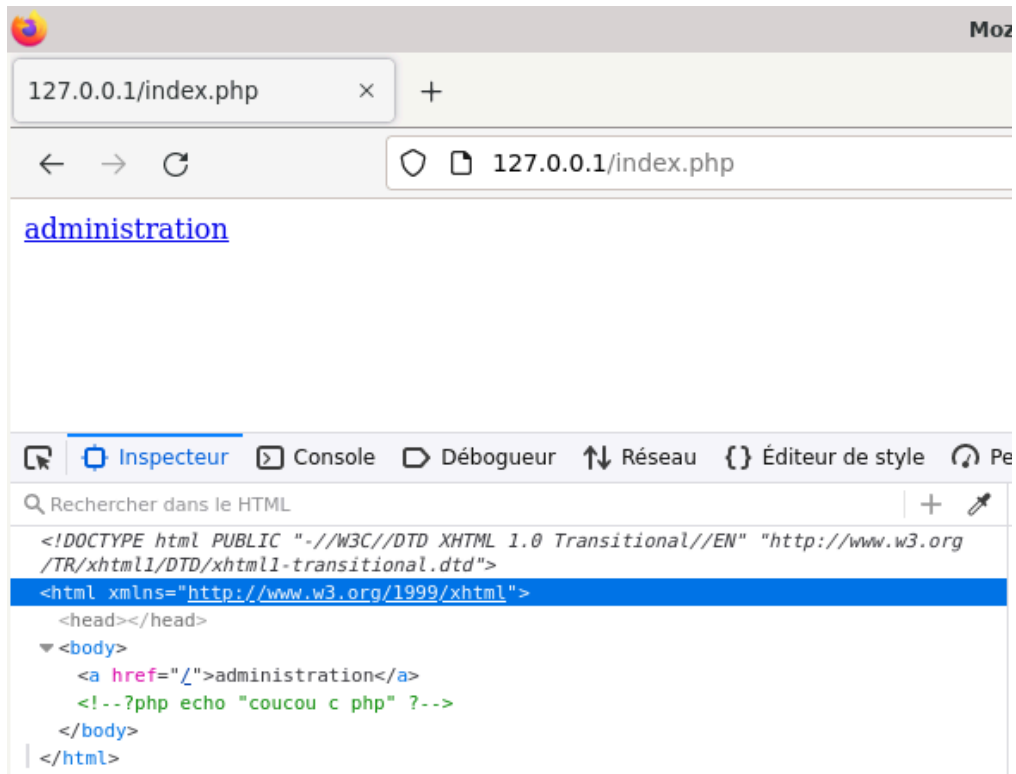 Moz
127.0.0.1/index.php
127.0.0.1/index.php
administration
Inspecteur Console Débogueur Réseau {} Éditeur de style Pe
Rechercher dans le HTML
<!DOCTYPE html PUBLIC "-//W3C//DTD XHTML 1.0 Transitional//EN" "http://www.w3.org
/TR/xhtml1/DTD/xhtml1-transitional.dtd">
<html xmlns="http://www.w3.org/1999/xhtml">
<head></head>
<body>
<a href="/">administration</a>
<!--?php echo "coucou c php" ?-->
</body>
</html>